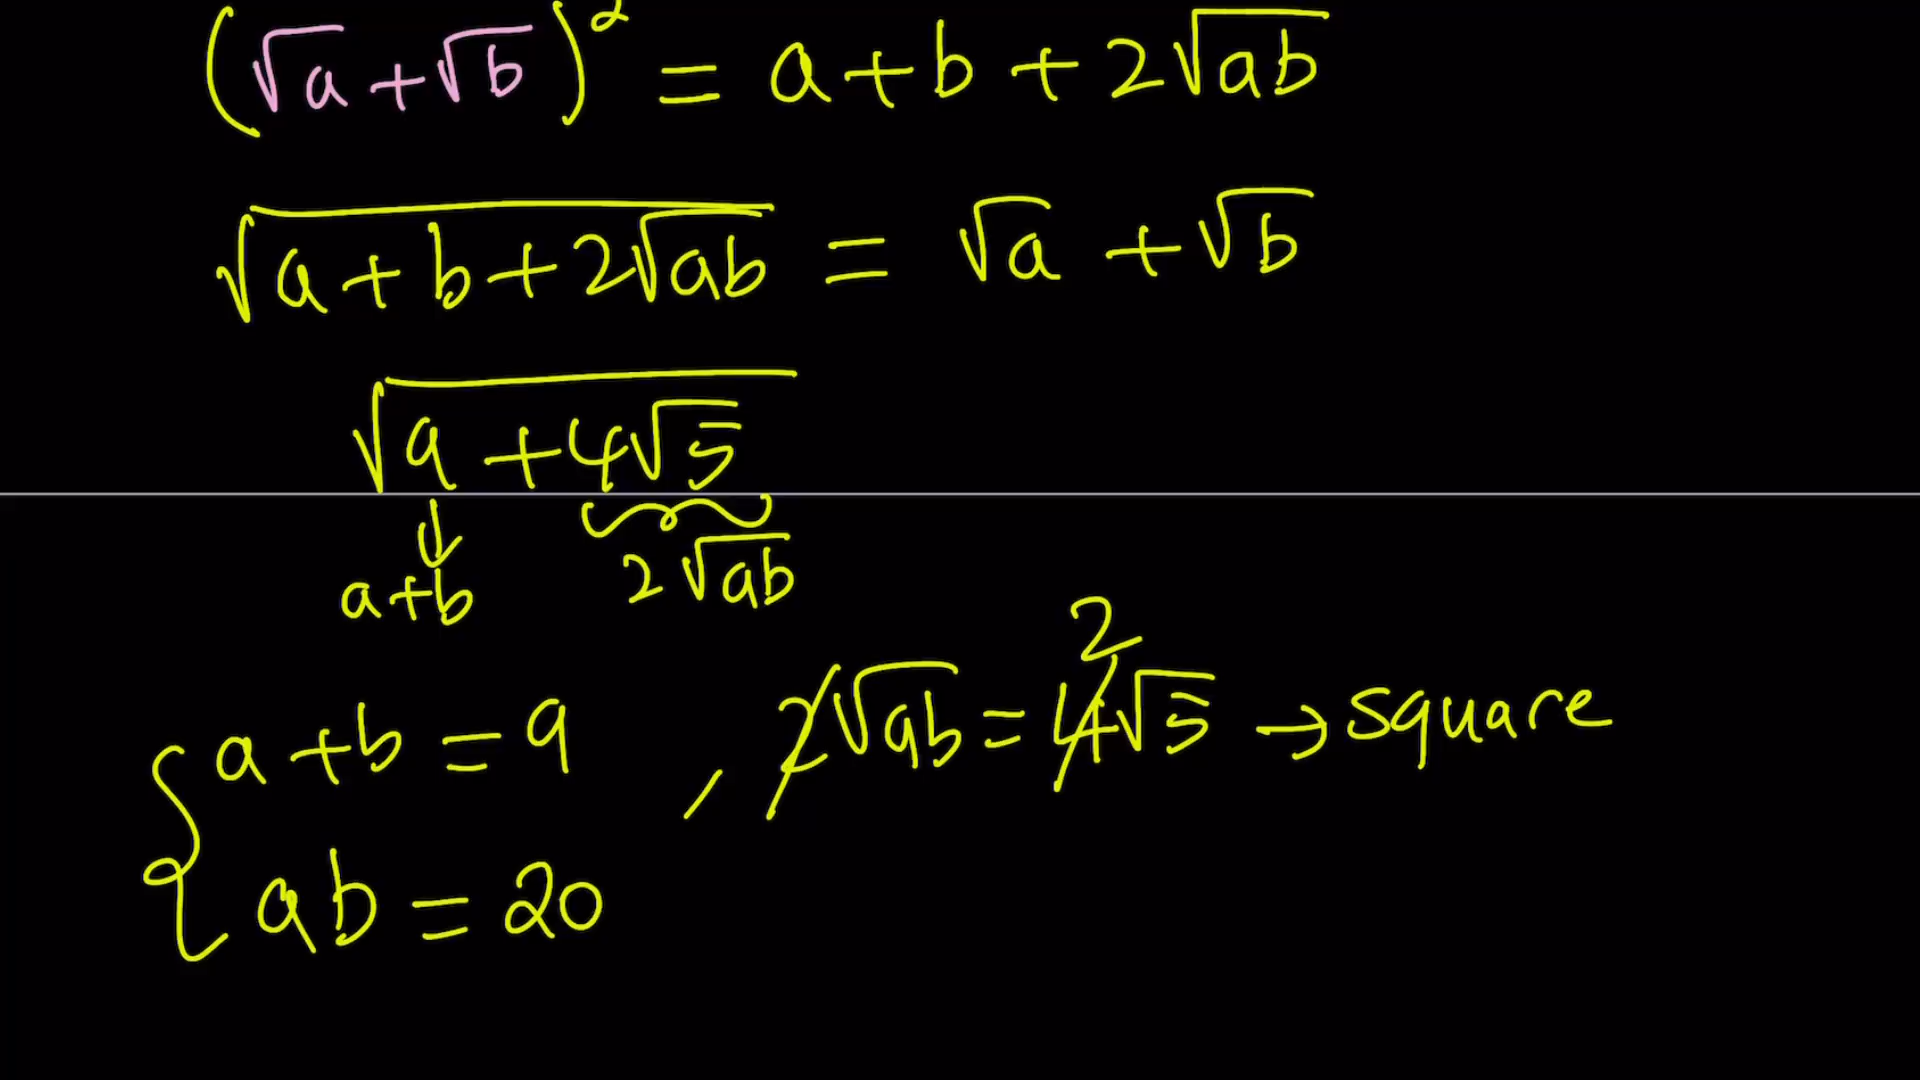 (√a + √b)² = a + b + 2√ab
√(a + b + 2√ab) = √a + √b
√(9 + 4√5)
↓
a+b 2√ab
2
{ a + b = 9 , 2√ab = 4√5 → square
ab = 20